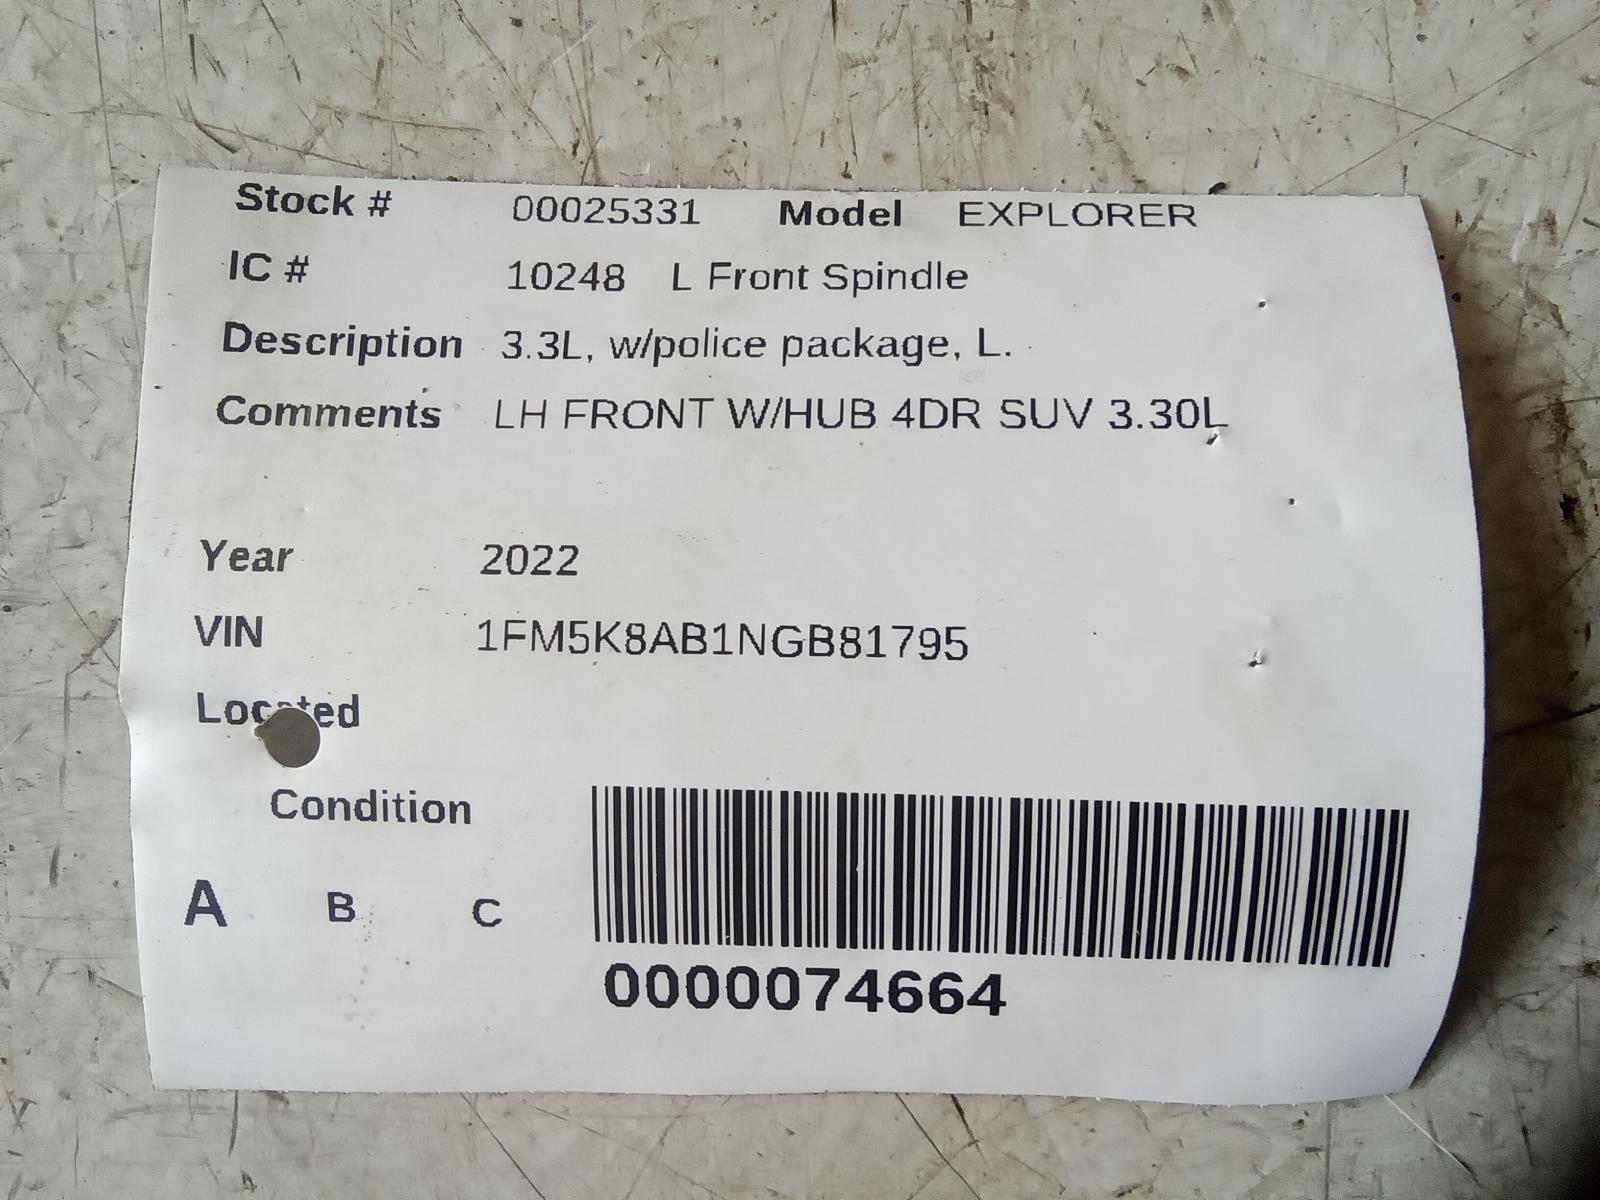 Stock # 00025331 Model EXPLORER
IC # 10248 L Front Spindle
Description 3.3L, w/police package, L.
Comments LH FRONT W/HUB 4DR SUV 3.30L
Year 2022
VIN 1FM5K8AB1NGB81795
Located
Condition
A B C
0000074664